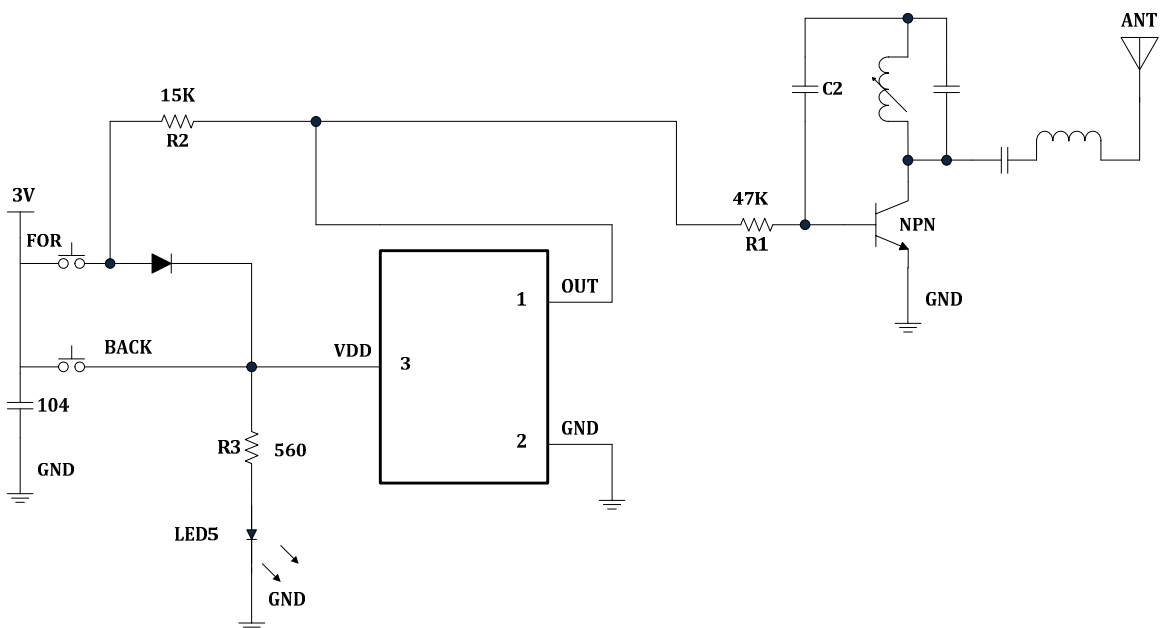 ANT
15K
R2
C2
3V
FOR
47K
R1
NPN
1
OUT
GND
BACK
VDD
3
104
R3
560
2
GND
GND
LED5
GND